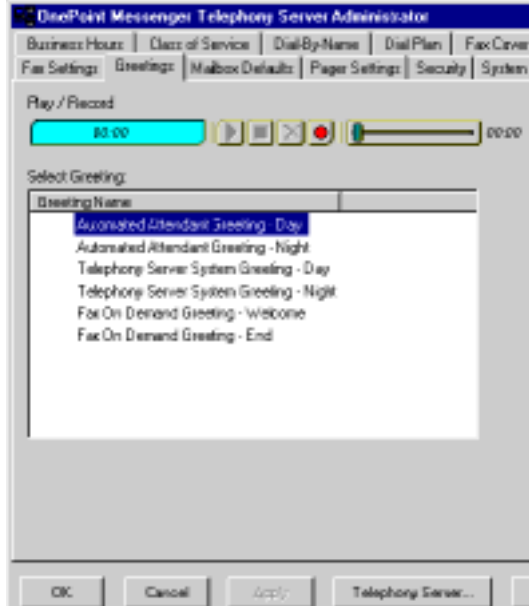 OnePoint Messenger Telephony Server Administrator
Business Hours Class of Service Dial-By-Name Dial Plan Fax Cover
Fax Settings Greetings Mailbox Defaults Pager Settings Security System
Play / Record
00:00 00:00
Select Greeting:
Greeting Name
Automated Attendant Greeting - Day
Automated Attendant Greeting - Night
Telephony Server System Greeting - Day
Telephony Server System Greeting - Night
Fax On Demand Greeting - Welcome
Fax On Demand Greeting - End
OK Cancel Apply Telephony Server...